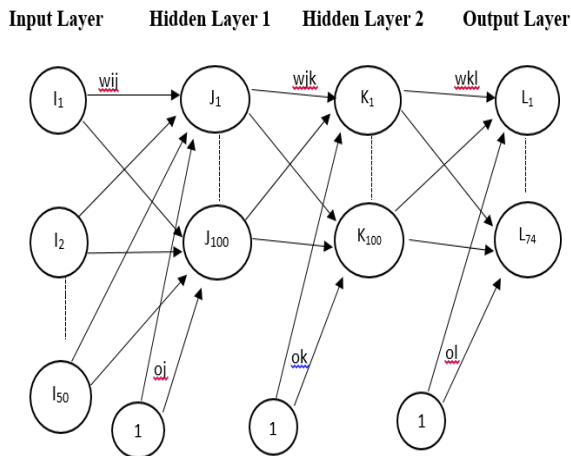 Input Layer Hidden Layer 1 Hidden Layer 2 Output Layer
wij wjk wkl
I1 J1 K1 L1
I2 J100 K100 L74
I50 oj ok ol
1 1 1